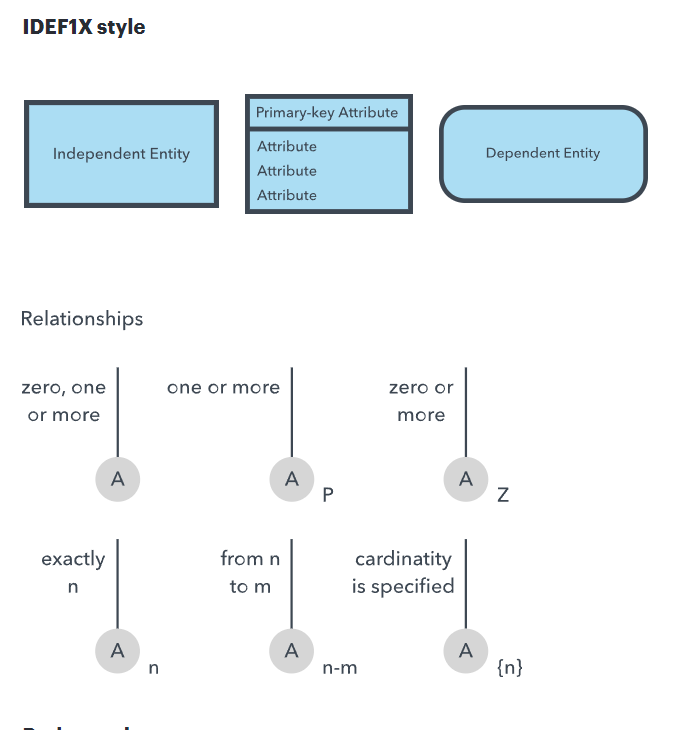 IDEF1X style
Independent Entity
Primary-key Attribute
Attribute
Attribute
Attribute
Dependent Entity
Relationships
zero, one
or more
A
one or more
A
P
zero or
more
A
Z
exactly
n
A
n
from n
to m
A
n-m
cardinatity
is specified
A
{n}